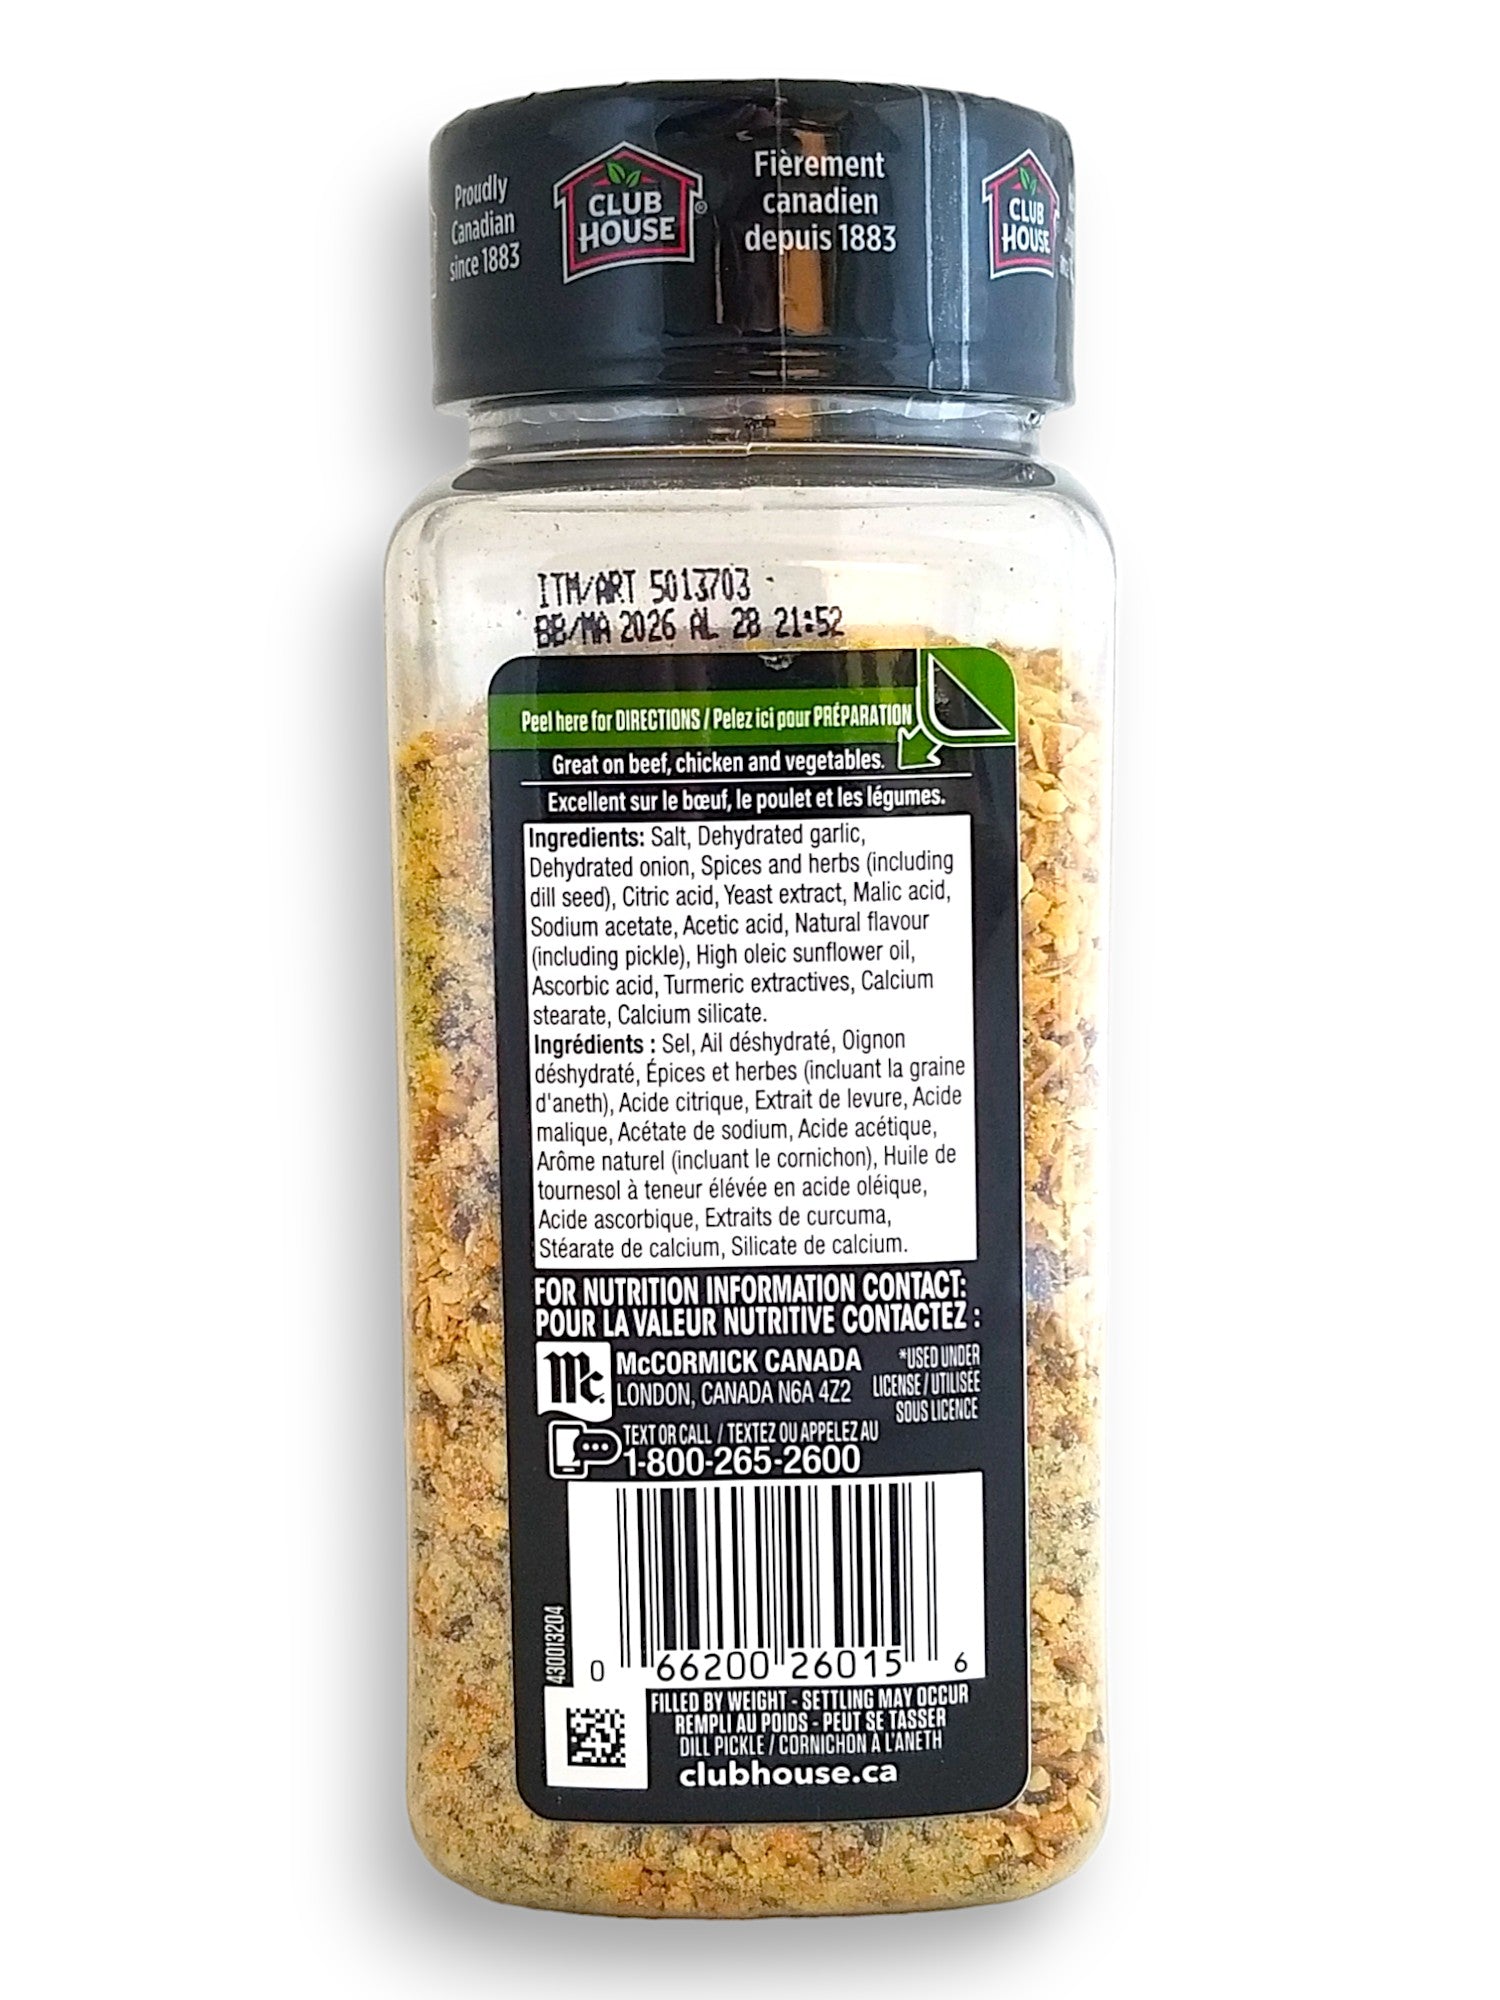 Proudly
Canadian
since 1883
CLUB
HOUSE®
Fièrement
canadien
depuis 1883
CLUB
HOUSE
ITM/ART 5013703
BB/MA 2026 AL 28 21:52
Peel here for DIRECTIONS / Pelez ici pour PRÉPARATION
Great on beef, chicken and vegetables.
Excellent sur le bœuf, le poulet et les légumes.
Ingredients: Salt, Dehydrated garlic,
Dehydrated onion, Spices and herbs (including
dill seed), Citric acid, Yeast extract, Malic acid,
Sodium acetate, Acetic acid, Natural flavour
(including pickle), High oleic sunflower oil,
Ascorbic acid, Turmeric extractives, Calcium
stearate, Calcium silicate.
Ingrédients : Sel, Ail déshydraté, Oignon
déshydraté, Épices et herbes (incluant la graine
d'aneth), Acide citrique, Extrait de levure, Acide
malique, Acétate de sodium, Acide acétique,
Arôme naturel (incluant le cornichon), Huile de
tournesol à teneur élévée en acide oléique,
Acide ascorbique, Extraits de curcuma,
Stéarate de calcium, Silicate de calcium.
FOR NUTRITION INFORMATION CONTACT:
POUR LA VALEUR NUTRITIVE CONTACTEZ :
Mc.
McCORMICK CANADA
LONDON, CANADA N6A 4Z2
*USED UNDER
LICENSE / UTILISÉE
SOUS LICENCE
TEXT OR CALL / TEXTEZ OU APPELEZ AU
1-800-265-2600
430013204
0 66200 26015 6
FILLED BY WEIGHT - SETTLING MAY OCCUR
REMPLI AU POIDS - PEUT SE TASSER
DILL PICKLE / CORNICHON À L'ANETH
clubhouse.ca